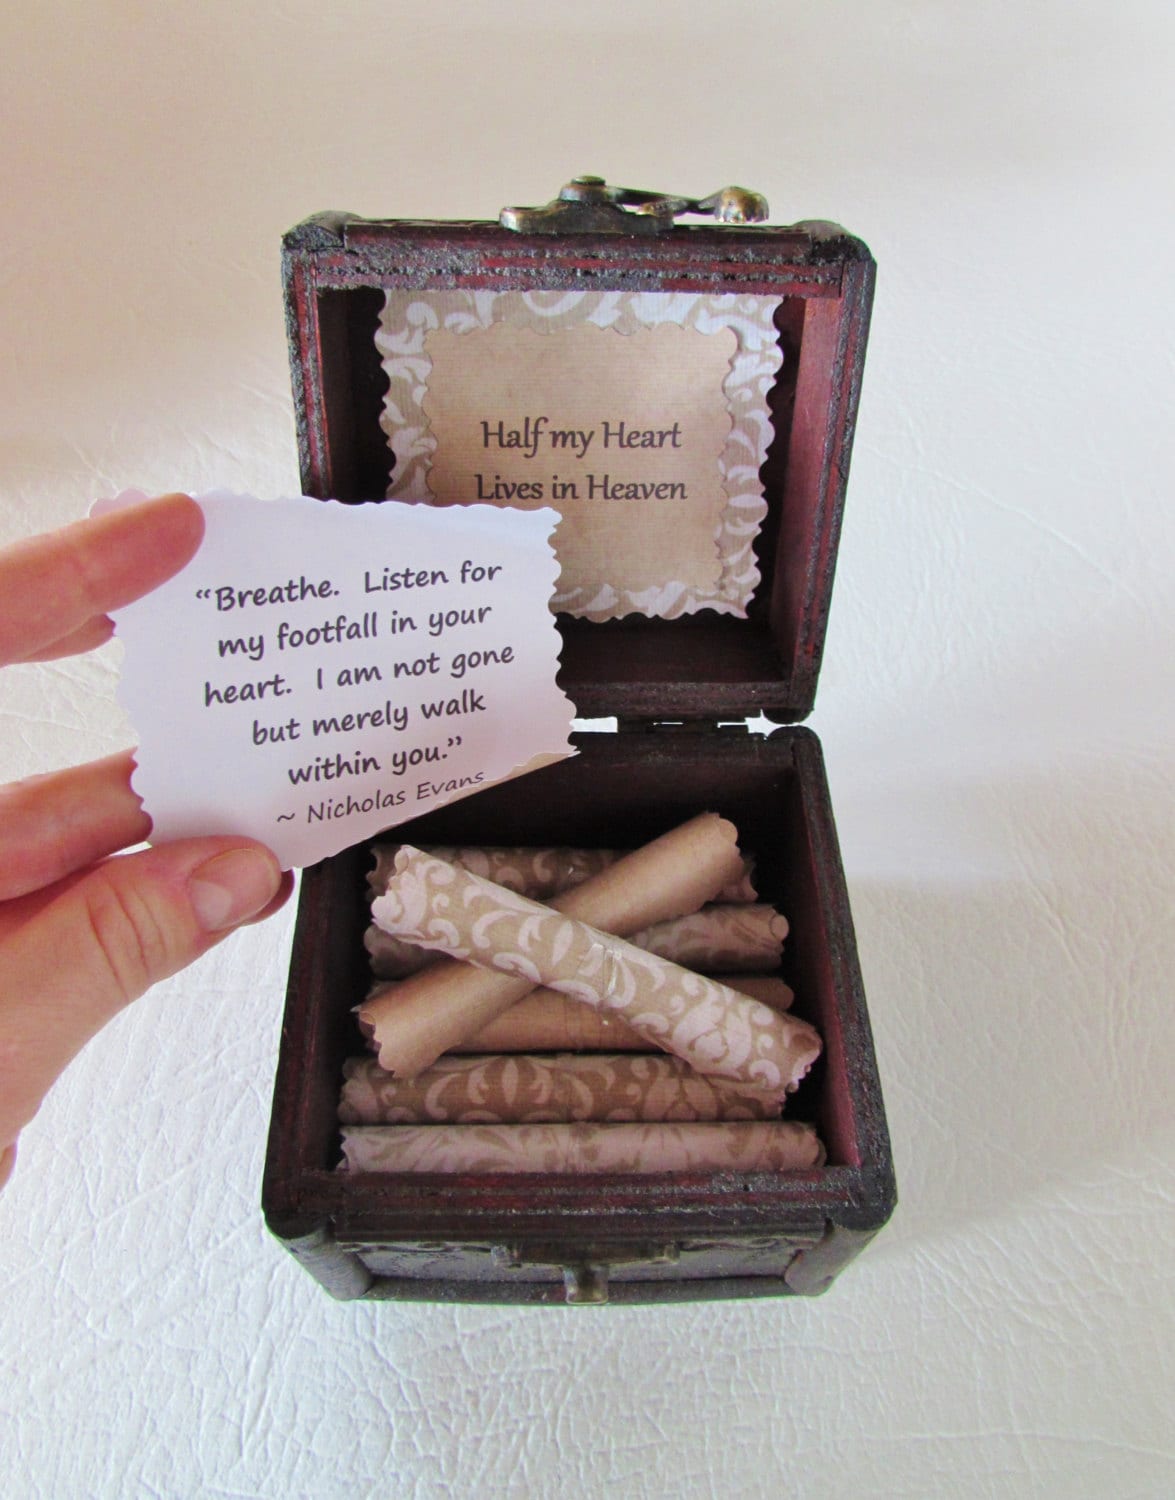 Half my Heart
Lives in Heaven
“Breathe.  Listen for
my footfall in your
heart.  I am not gone
but merely walk
within you.”
~ Nicholas Evans